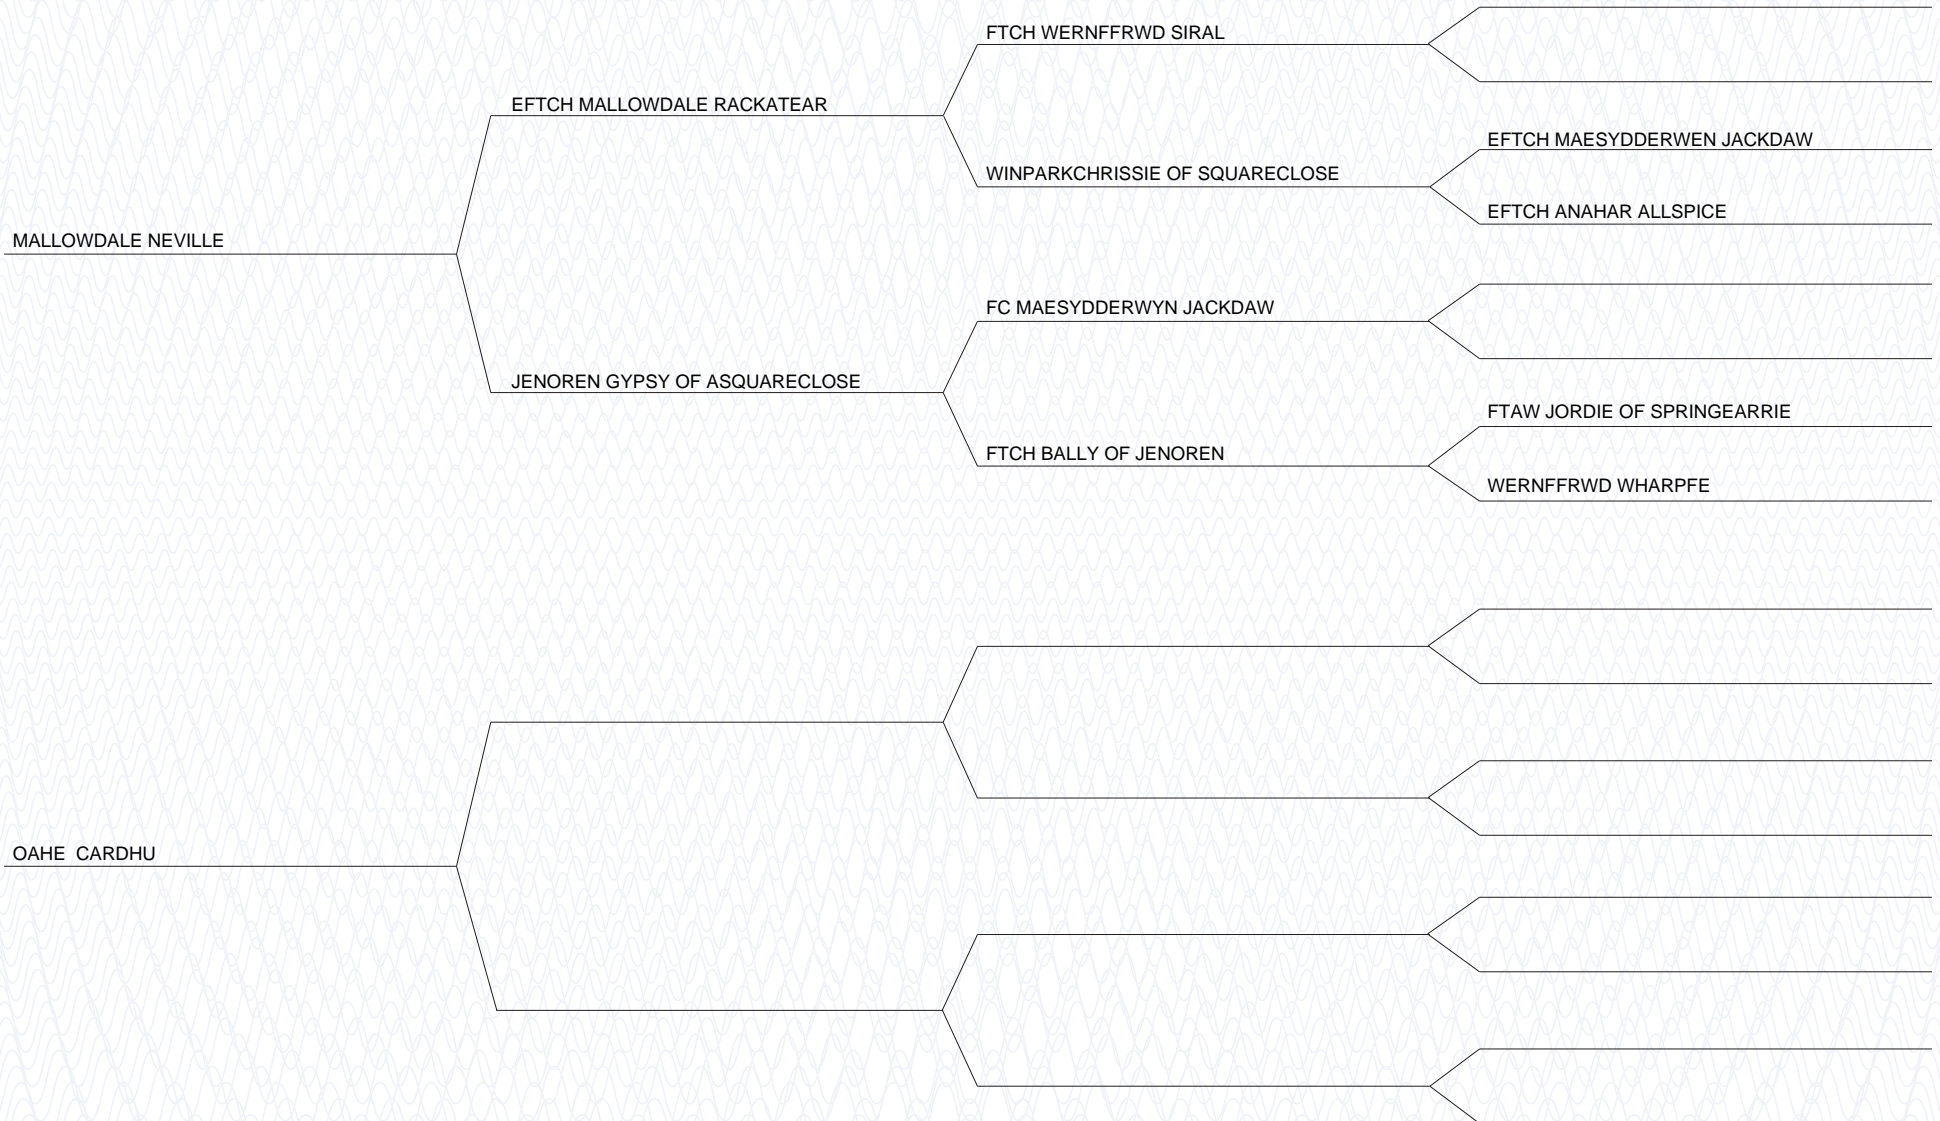 FTCH WERNFFRWD SIRAL
EFTCH MALLOWDALE RACKATEAR
EFTCH MAESYDDERWEN JACKDAW
WINPARKCHRISSIE OF SQUARECLOSE
EFTCH ANAHAR ALLSPICE
MALLOWDALE NEVILLE
FC MAESYDDERWYN JACKDAW
JENOREN GYPSY OF ASQUARECLOSE
FTAW JORDIE OF SPRINGEARRIE
FTCH BALLY OF JENOREN
WERNFFRWD WHARPFE
OAHE  CARDHU